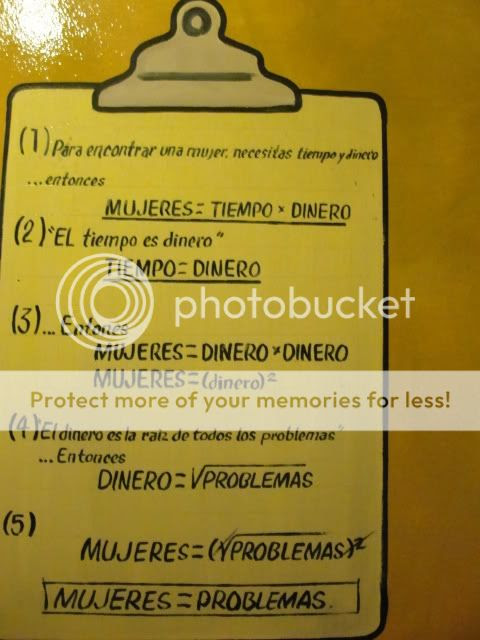 (1) Para encontrar una mujer, necesitas tiempo y dinero
...entonces
MUJERES = TIEMPO × DINERO
(2) "EL tiempo es dinero"
TIEMPO = DINERO
photobucket
(3) ... Entones
MUJERES = DINERO × DINERO
MUJERES = (dinero)²
Protect more of your memories for less!
(4) "El dinero es la raiz de todos los problemas"
... Entonces
DINERO = √PROBLEMAS
(5)
MUJERES = (√PROBLEMAS)²
MUJERES = PROBLEMAS.